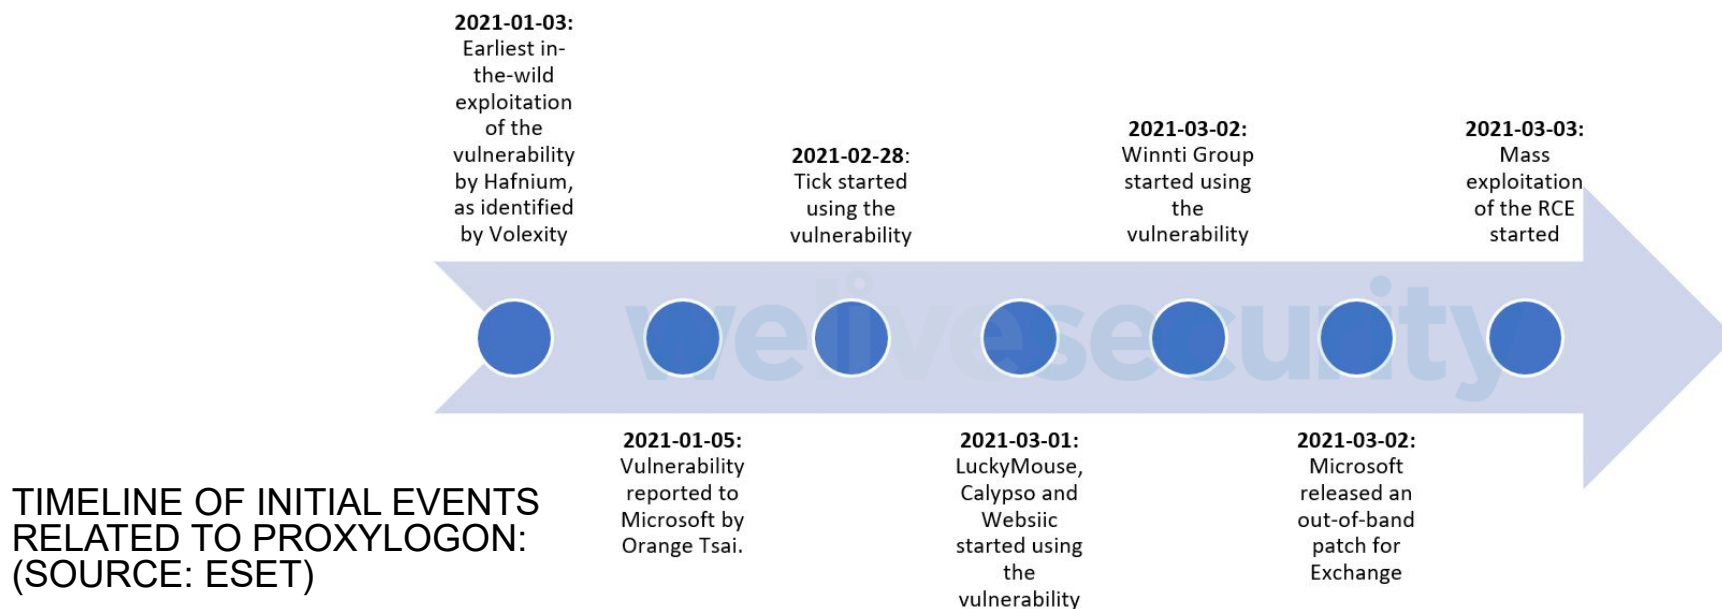 2021-01-03:
Earliest in-
the-wild
exploitation
of the
vulnerability
by Hafnium,
as identified
by Volexity
2021-01-05:
Vulnerability
reported to
Microsoft by
Orange Tsai.
2021-02-28:
Tick started
using the
vulnerability
2021-03-01:
LuckyMouse,
Calypso and
Websiic
started using
the
vulnerability
2021-03-02:
Winnti Group
started using
the
vulnerability
2021-03-02:
Microsoft
released an
out-of-band
patch for
Exchange
2021-03-03:
Mass
exploitation
of the RCE
started
welivesecurity
TIMELINE OF INITIAL EVENTS
RELATED TO PROXYLOGON:
(SOURCE: ESET)